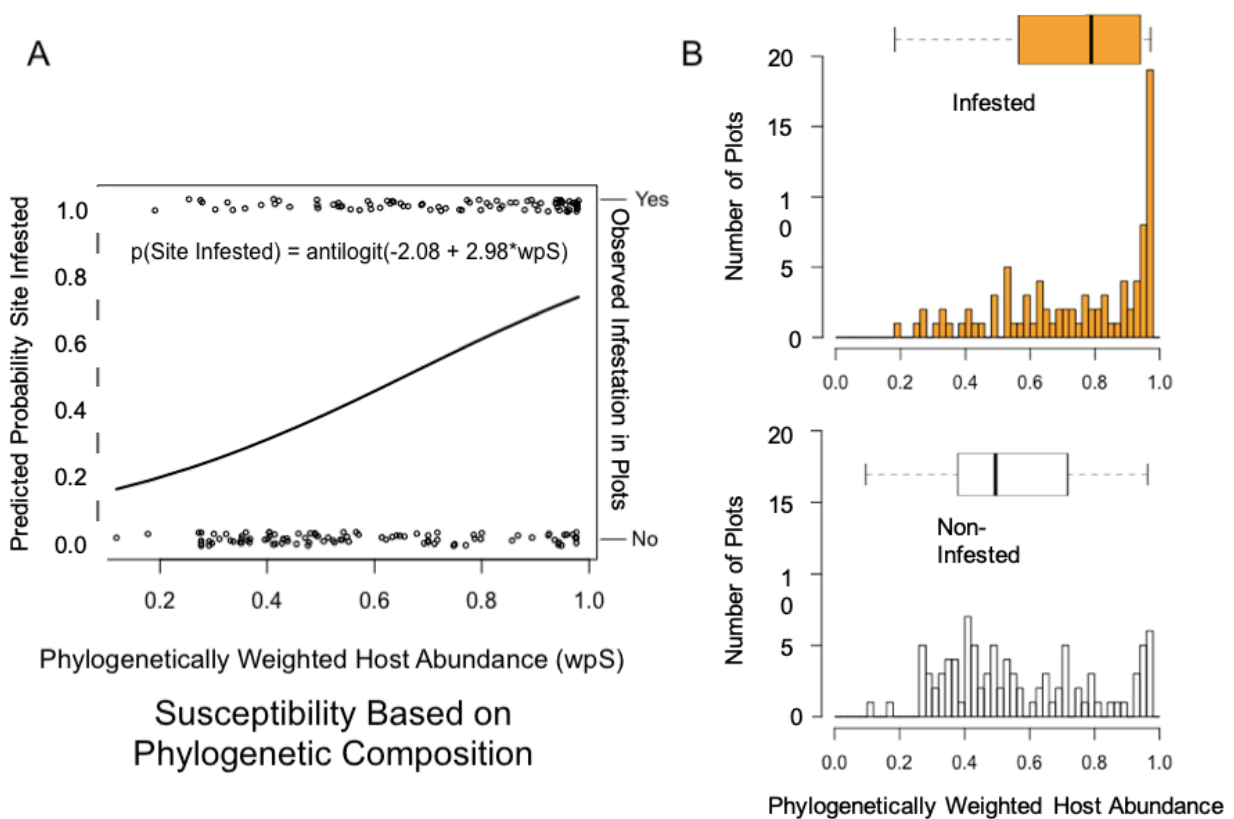 A
Predicted Probability Site Infested
1.0
0.8
0.6
0.4
0.2
0.0
p(Site Infested) = antilogit(-2.08 + 2.98*wpS)
Yes
Observed Infestation in Plots
No
0.2 0.4 0.6 0.8 1.0
Phylogenetically Weighted Host Abundance (wpS)
Susceptibility Based on
Phylogenetic Composition
B
Number of Plots
20
15
1
0
5
0
Infested
0.0 0.2 0.4 0.6 0.8 1.0
Number of Plots
20
15
1
0
5
0
Non-
Infested
0.0 0.2 0.4 0.6 0.8 1.0
Phylogenetically Weighted Host Abundance